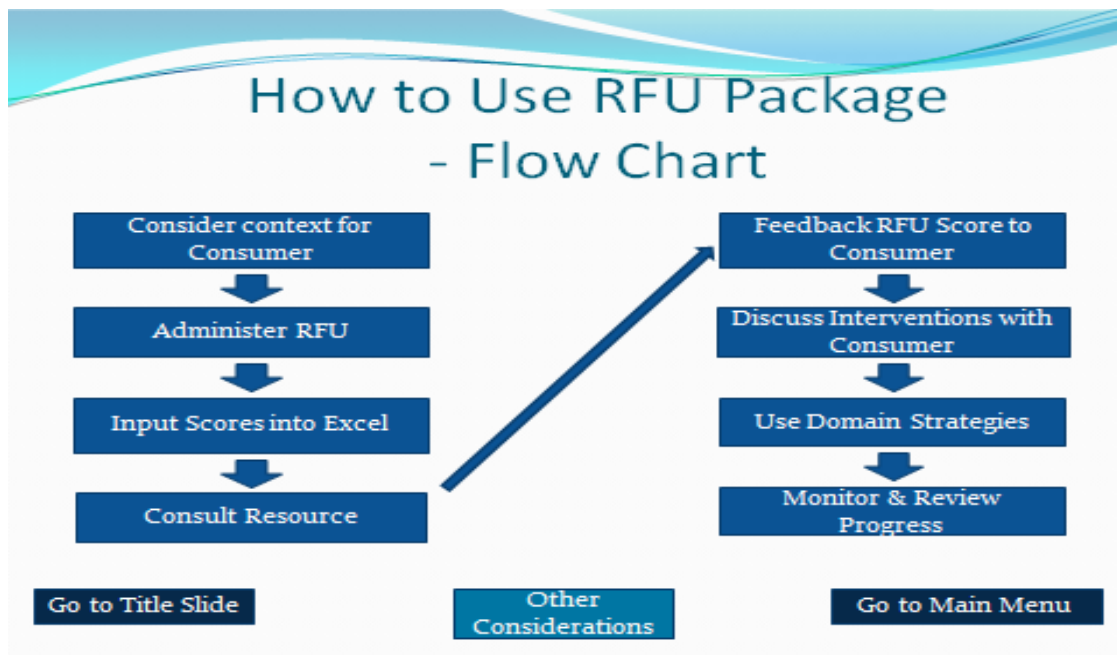 How to Use RFU Package
- Flow Chart
Consider context for
Consumer
Administer RFU
Input Scores into Excel
Consult Resource
Feedback RFU Score to
Consumer
Discuss Interventions with
Consumer
Use Domain Strategies
Monitor & Review
Progress
Go to Title Slide
Other
Considerations
Go to Main Menu